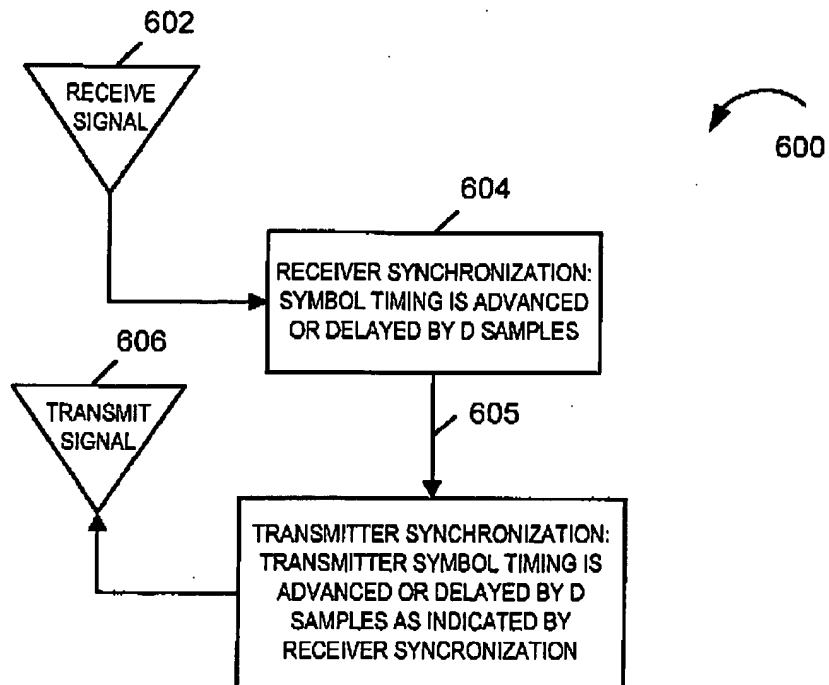 602
RECEIVE
SIGNAL
600
604
RECEIVER SYNCHRONIZATION:
SYMBOL TIMING IS ADVANCED
OR DELAYED BY D SAMPLES
606
TRANSMIT
SIGNAL
605
TRANSMITTER SYNCHRONIZATION:
TRANSMITTER SYMBOL TIMING IS
ADVANCED OR DELAYED BY D
SAMPLES AS INDICATED BY
RECEIVER SYNCRONIZATION